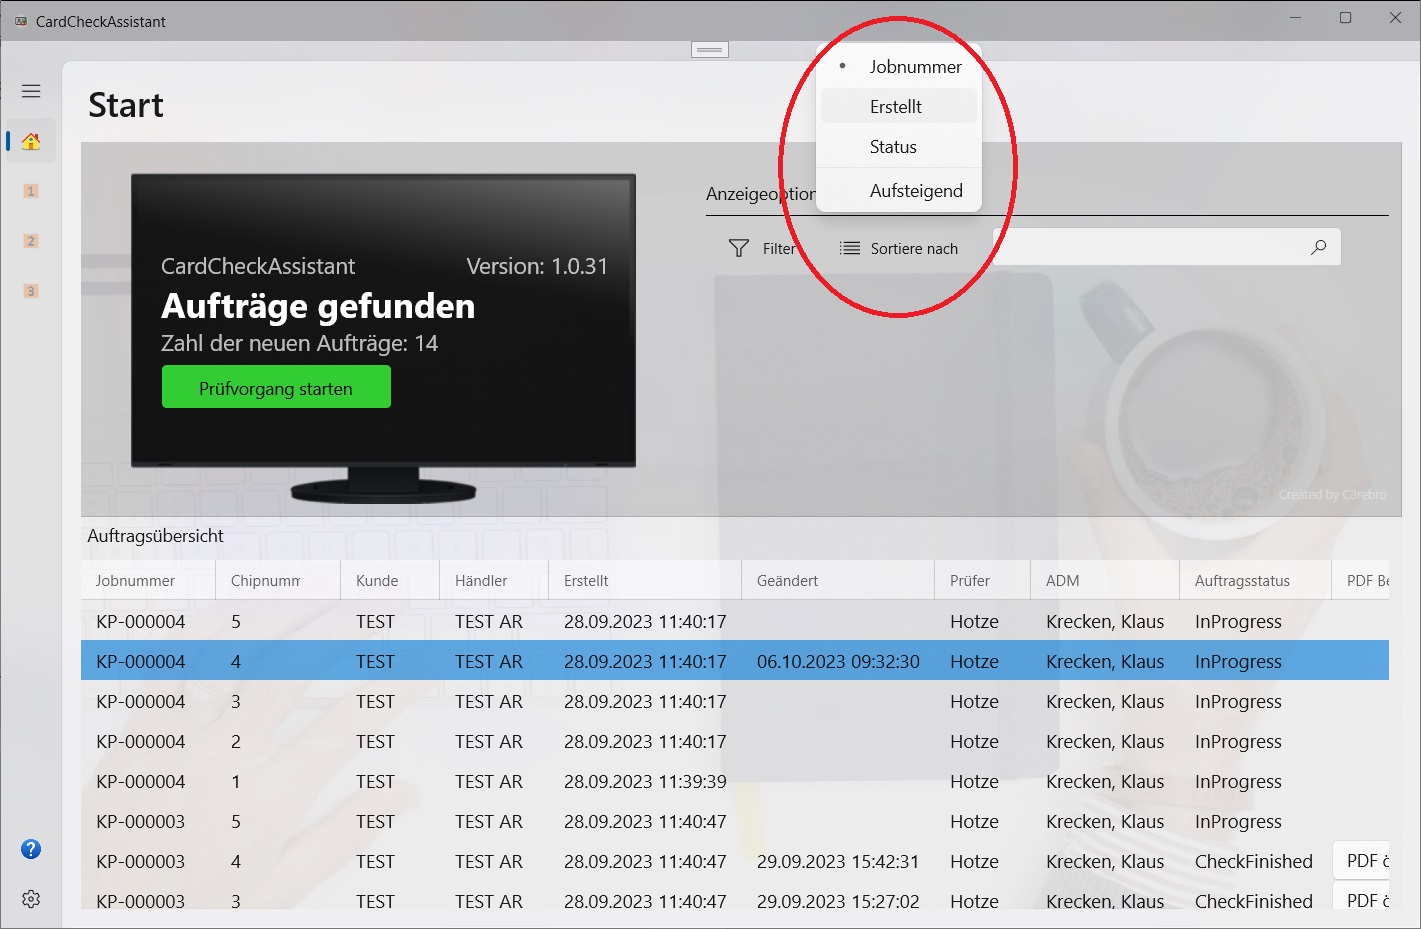 CardCheckAssistant
Jobnummer
Erstellt
Status
Aufsteigend
Start
1
2
3
CardCheckAssistant Version: 1.0.31
Aufträge gefunden
Zahl der neuen Aufträge: 14
Prüfvorgang starten
Anzeigeoption
Filter Sortiere nach
Created by C3rebro
Auftragsübersicht
Jobnummer Chipnumm Kunde Händler Erstellt Geändert Prüfer ADM Auftragsstatus PDF Be
KP-000004 5 TEST TEST AR 28.09.2023 11:40:17 Hotze Krecken, Klaus InProgress
KP-000004 4 TEST TEST AR 28.09.2023 11:40:17 06.10.2023 09:32:30 Hotze Krecken, Klaus InProgress
KP-000004 3 TEST TEST AR 28.09.2023 11:40:17 Hotze Krecken, Klaus InProgress
KP-000004 2 TEST TEST AR 28.09.2023 11:40:17 Hotze Krecken, Klaus InProgress
KP-000004 1 TEST TEST AR 28.09.2023 11:39:39 Hotze Krecken, Klaus InProgress
KP-000003 5 TEST TEST AR 28.09.2023 11:40:47 Hotze Krecken, Klaus InProgress
KP-000003 4 TEST TEST AR 28.09.2023 11:40:47 29.09.2023 15:42:31 Hotze Krecken, Klaus CheckFinished PDF ö
KP-000003 3 TEST TEST AR 28.09.2023 11:40:47 29.09.2023 15:27:02 Hotze Krecken, Klaus CheckFinished PDF ö
?